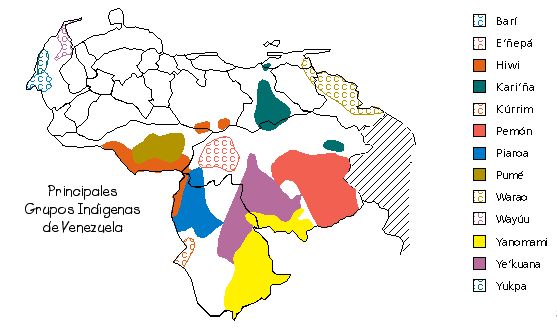 Principales
Grupos Indígenas
de Venezuela
Barí
E'ñepá
Hiwi
Kari'ña
Kúrrim
Pemón
Piaroa
Pumé
Warao
Wayúu
Yanomami
Ye'kuana
Yukpa